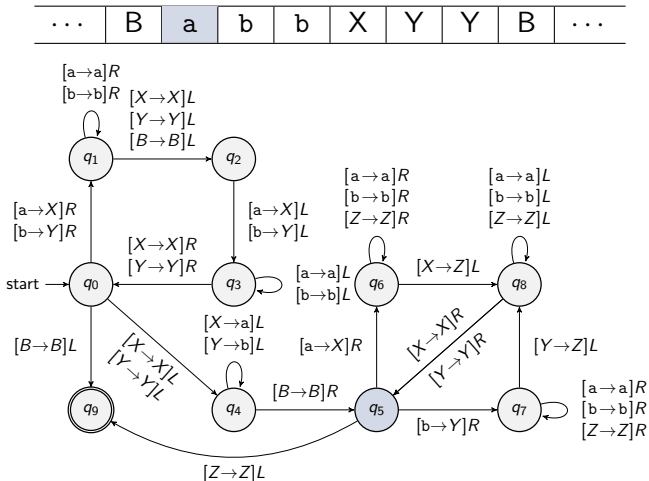 ··· B a b b X Y Y B ···
[a→a]R
[b→b]R
[X→X]L
[Y→Y]L
[B→B]L
q1
q2
[a→a]R
[b→b]R
[Z→Z]R
[a→a]L
[b→b]L
[Z→Z]L
[a→X]R
[b→Y]R
[a→X]L
[b→Y]L
[X→X]R
[Y→Y]R
start
q0
q3
[a→a]L
[b→b]L
q6
[X→Z]L
q8
[B→B]L
[X→X]L
[Y→Y]L
[X→a]L
[Y→b]L
[a→X]R
[X→X]R
[Y→Y]R
[Y→Z]L
q9
q4
[B→B]R
q5
[b→Y]R
q7
[a→a]R
[b→b]R
[Z→Z]R
[Z→Z]L